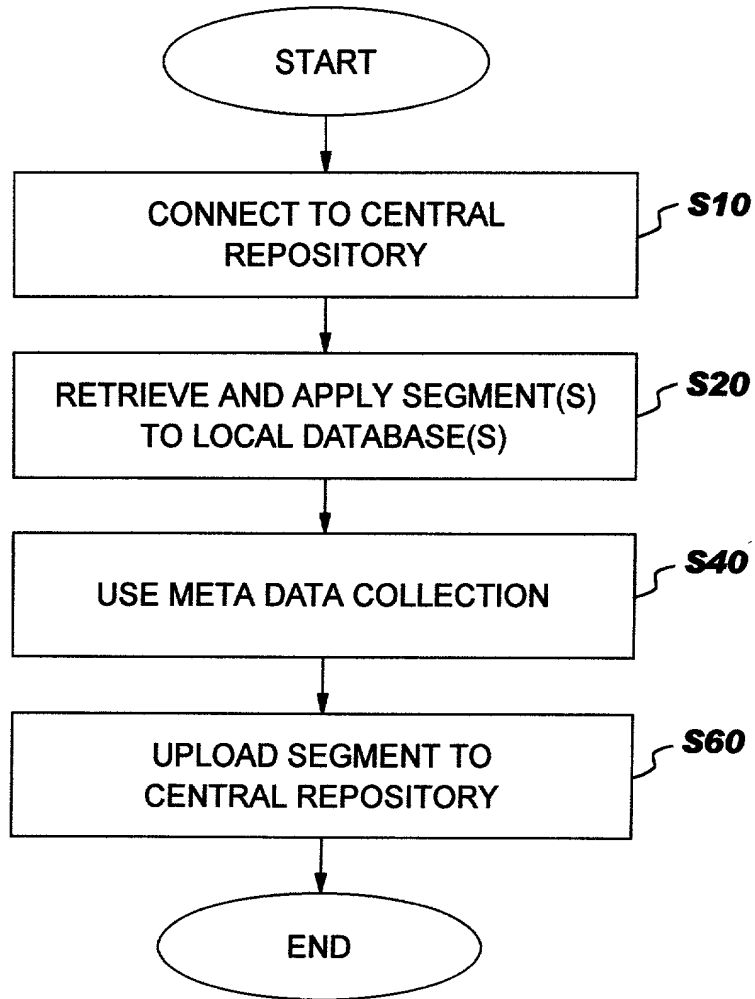 START
CONNECT TO CENTRAL
REPOSITORY
S10
RETRIEVE AND APPLY SEGMENT(S)
TO LOCAL DATABASE(S)
S20
USE META DATA COLLECTION
S40
UPLOAD SEGMENT TO
CENTRAL REPOSITORY
S60
END